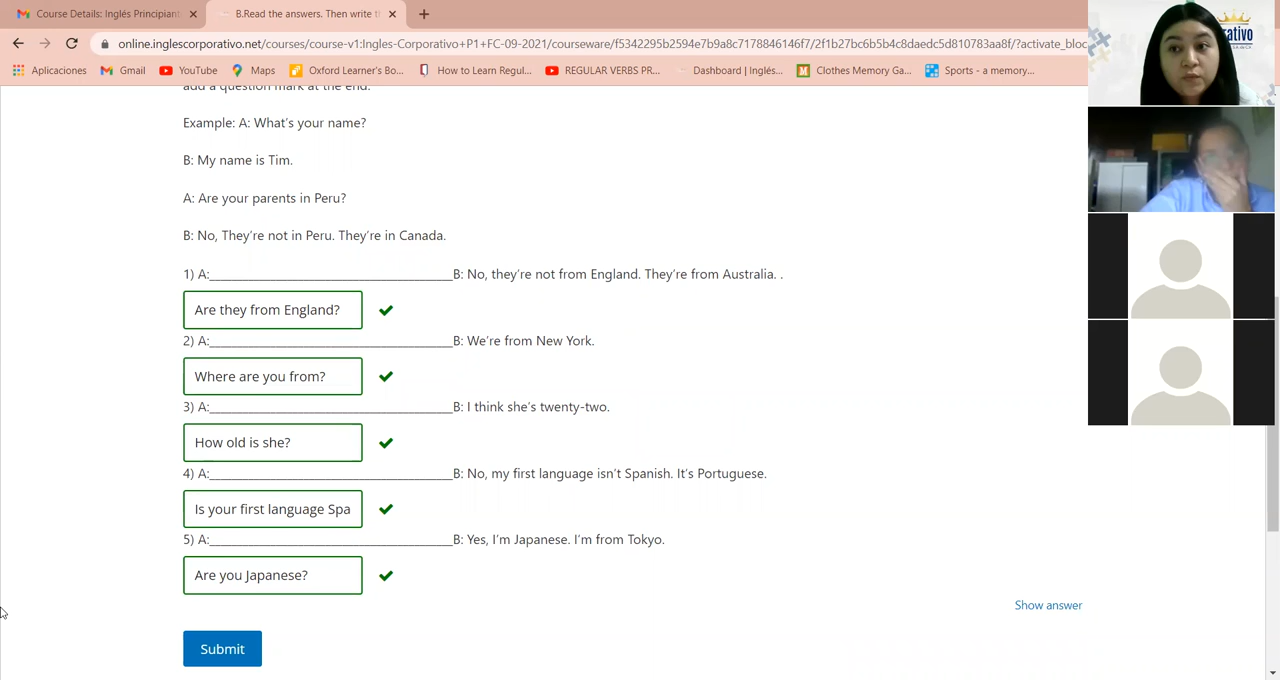 Course Details: Inglés Principiant
B.Read the answers. Then write t
online.inglescorporativo.net/courses/course-v1:Ingles-Corporativo+P1+FC-09-2021/courseware/f5342295b2594e7b9a8c7178846146f7/2f1b27bc6b5b4c8daedc5d810783aa8f/?activate_bloc
Aplicaciones Gmail YouTube Maps Oxford Learner's Bo... How to Learn Regul... REGULAR VERBS PR... Dashboard | Inglés... Clothes Memory Ga... Sports - a memory...
add a question mark at the end.
Example: A: What's your name?
B: My name is Tim.
A: Are your parents in Peru?
B: No, They're not in Peru. They're in Canada.
1) A:___________________________________B: No, they're not from England. They're from Australia. .
Are they from England?
2) A:___________________________________B: We're from New York.
Where are you from?
3) A:___________________________________B: I think she's twenty-two.
How old is she?
4) A:___________________________________B: No, my first language isn't Spanish. It's Portuguese.
Is your first language Spa
5) A:___________________________________B: Yes, I'm Japanese. I'm from Tokyo.
Are you Japanese?
Show answer
Submit